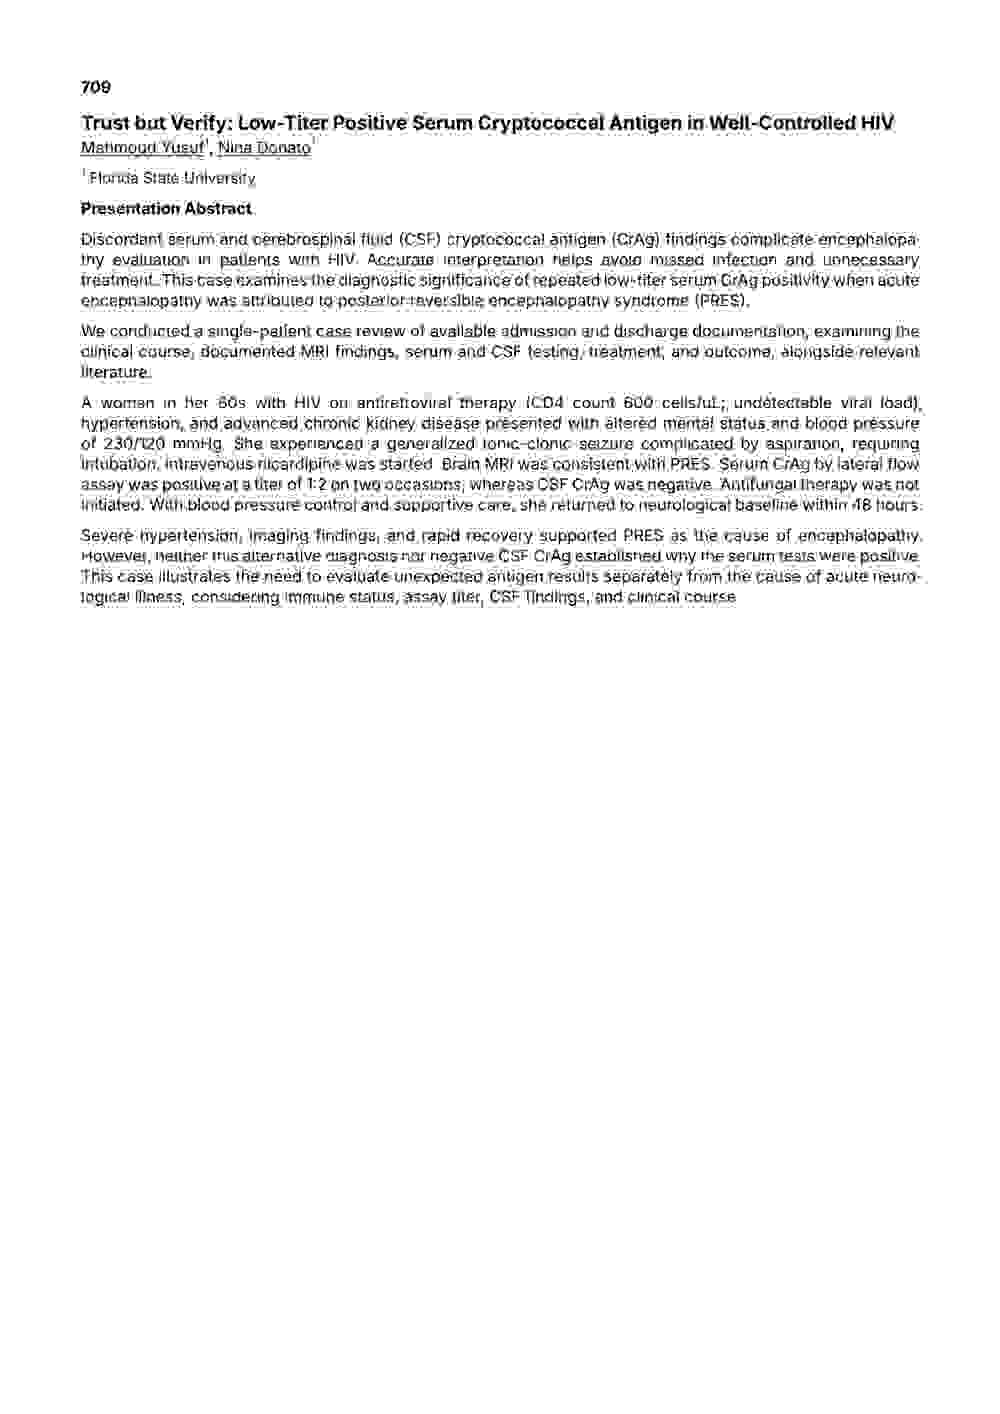 709
Trust but Verify: Low-Titer Positive Serum Cryptococcal Antigen in Well-Controlled HIV
Mahmoud Yusuf¹, Nina Donato¹
¹ Florida State University
Presentation Abstract
Discordant serum and cerebrospinal fluid (CSF) cryptococcal antigen (CrAg) findings complicate encephalopa-
thy evaluation in patients with HIV. Accurate interpretation helps avoid missed infection and unnecessary
treatment. This case examines the diagnostic significance of repeated low-titer serum CrAg positivity when acute
encephalopathy was attributed to posterior reversible encephalopathy syndrome (PRES).
We conducted a single-patient case review of available admission and discharge documentation, examining the
clinical course, documented MRI findings, serum and CSF testing, treatment, and outcome, alongside relevant
literature.
A woman in her 60s with HIV on antiretroviral therapy (CD4 count 600 cells/uL; undetectable viral load),
hypertension, and advanced chronic kidney disease presented with altered mental status and blood pressure
of 230/120 mmHg. She experienced a generalized tonic-clonic seizure complicated by aspiration, requiring
intubation. Intravenous nicardipine was started. Brain MRI was consistent with PRES. Serum CrAg by lateral flow
assay was positive at a titer of 1:2 on two occasions, whereas CSF CrAg was negative. Antifungal therapy was not
initiated. With blood pressure control and supportive care, she returned to neurological baseline within 48 hours.
Severe hypertension, imaging findings, and rapid recovery supported PRES as the cause of encephalopathy.
However, neither this alternative diagnosis nor negative CSF CrAg established why the serum tests were positive.
This case illustrates the need to evaluate unexpected antigen results separately from the cause of acute neuro-
logical illness, considering immune status, assay titer, CSF findings, and clinical course.